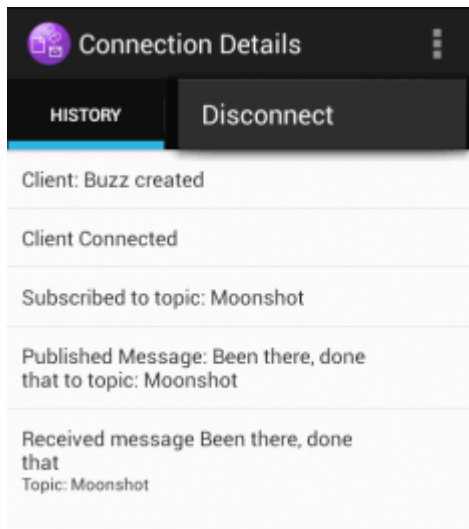 Connection Details
HISTORY
Disconnect
Client: Buzz created
Client Connected
Subscribed to topic: Moonshot
Published Message: Been there, done
that to topic: Moonshot
Received message Been there, done
that
Topic: Moonshot